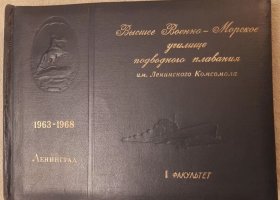 Высшее Военно-Морское
училище
подводного плавания
им. Ленинского Комсомола
1963-1968
Ленинград
I ФАКУЛЬТЕТ